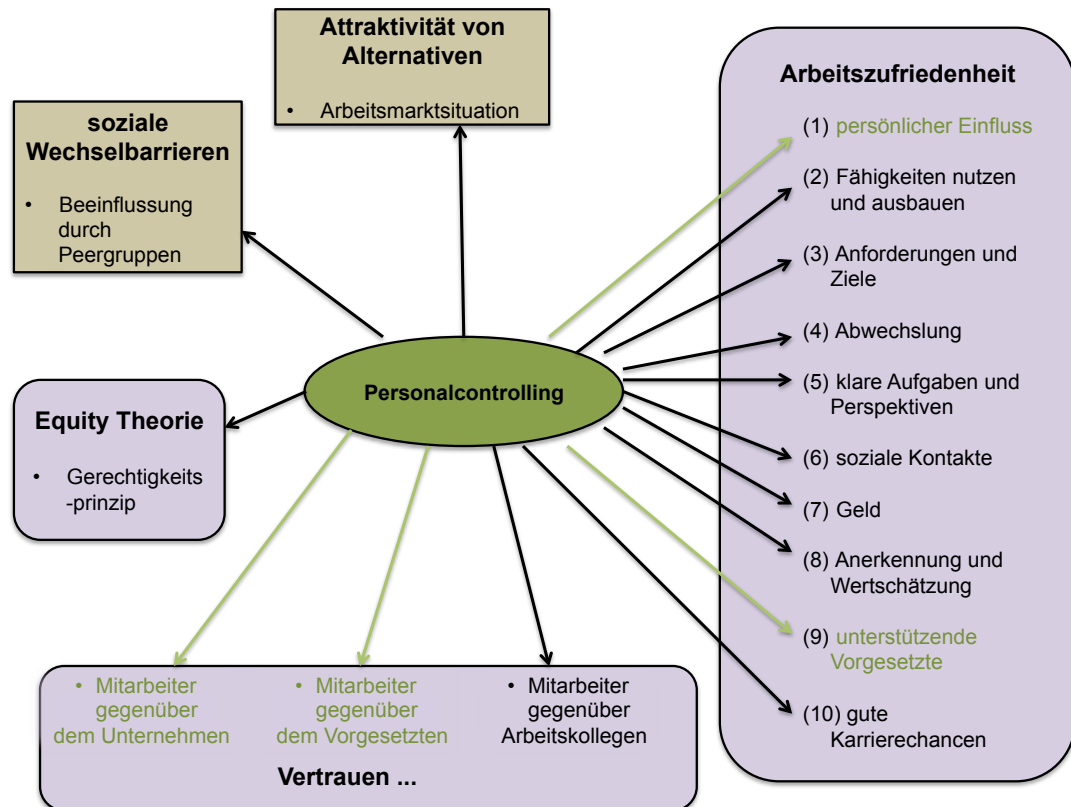 Attraktivität von
Alternativen
• Arbeitsmarktsituation
soziale
Wechselbarrieren
• Beeinflussung
durch
Peergruppen
Personalcontrolling
Equity Theorie
• Gerechtigkeits
-prinzip
• Mitarbeiter
gegenüber
dem Unternehmen
• Mitarbeiter
gegenüber
dem Vorgesetzten
• Mitarbeiter
gegenüber
Arbeitskollegen
Vertrauen ...
Arbeitszufriedenheit
(1) persönlicher Einfluss
(2) Fähigkeiten nutzen
und ausbauen
(3) Anforderungen und
Ziele
(4) Abwechslung
(5) klare Aufgaben und
Perspektiven
(6) soziale Kontakte
(7) Geld
(8) Anerkennung und
Wertschätzung
(9) unterstützende
Vorgesetzte
(10) gute
Karrierechancen